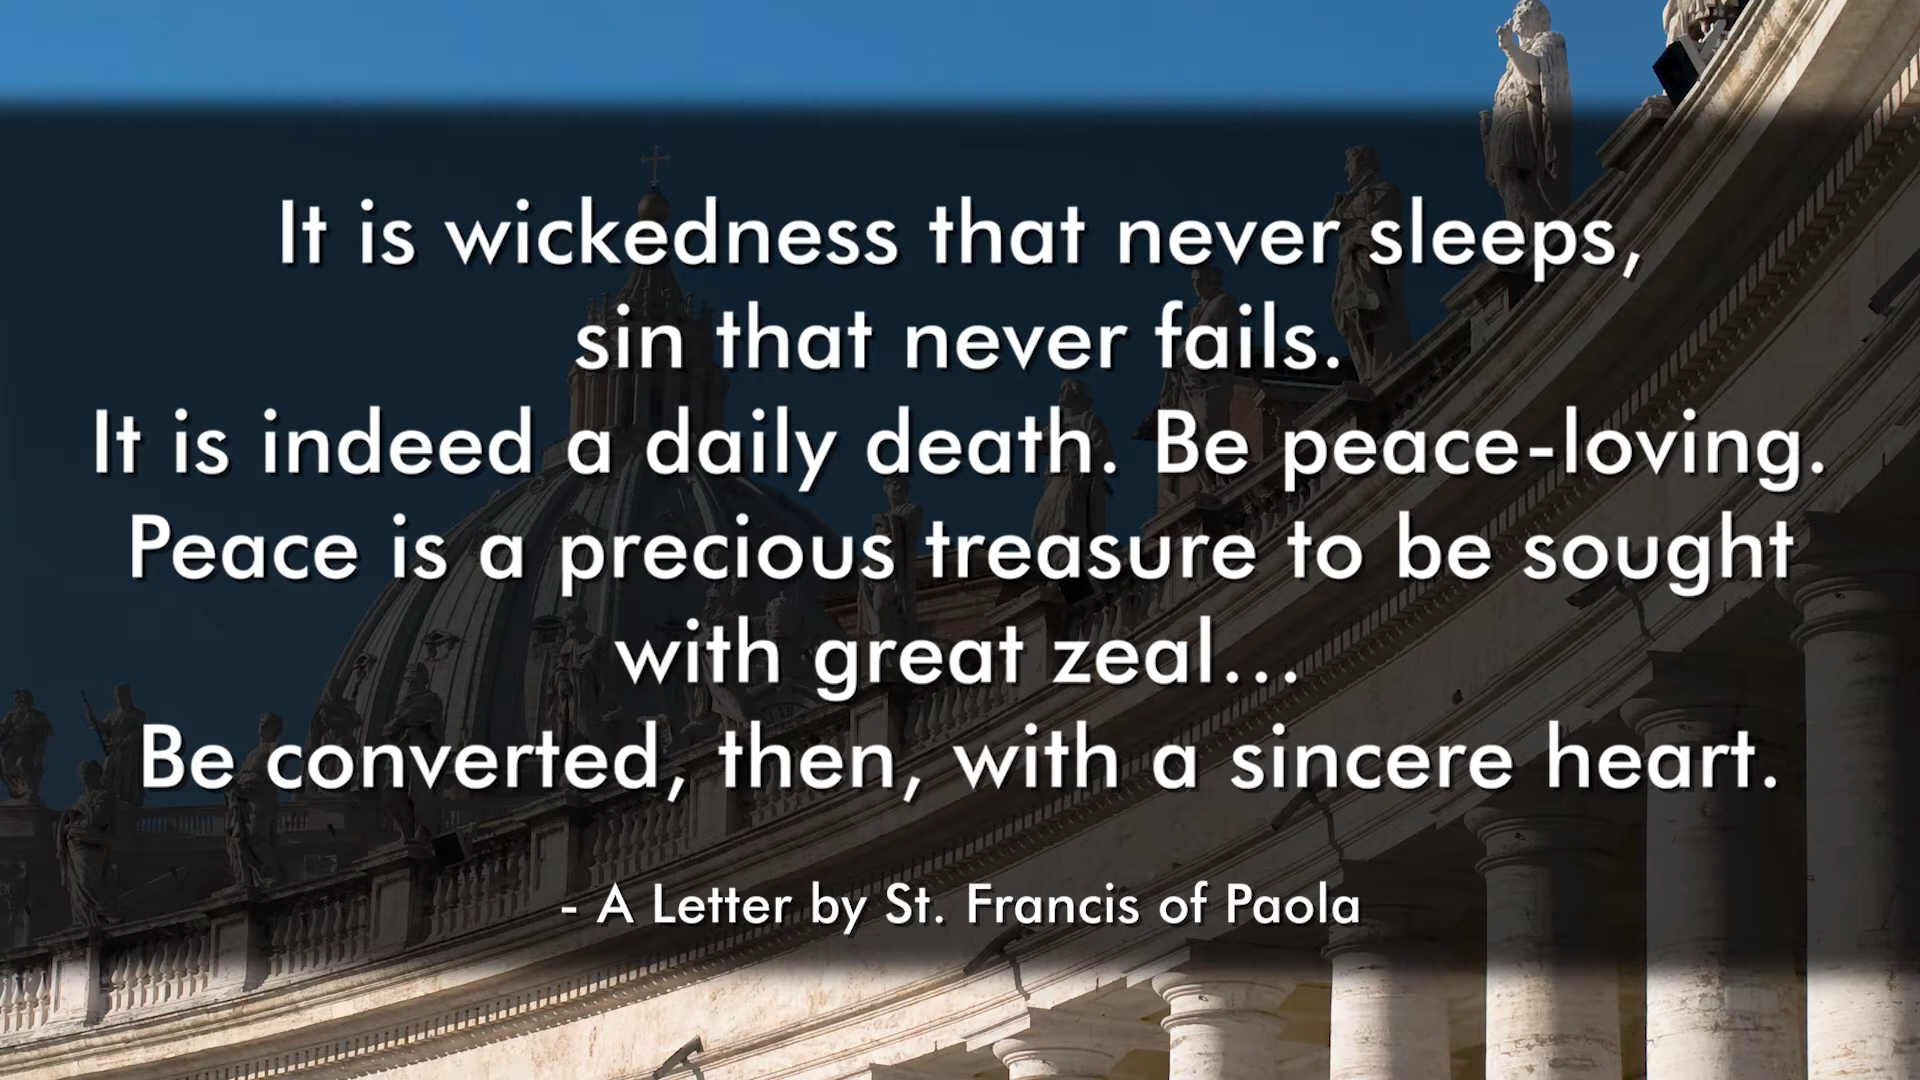 It is wickedness that never sleeps,
sin that never fails.
It is indeed a daily death. Be peace-loving.
Peace is a precious treasure to be sought
with great zeal...
Be converted, then, with a sincere heart.
- A Letter by St. Francis of Paola